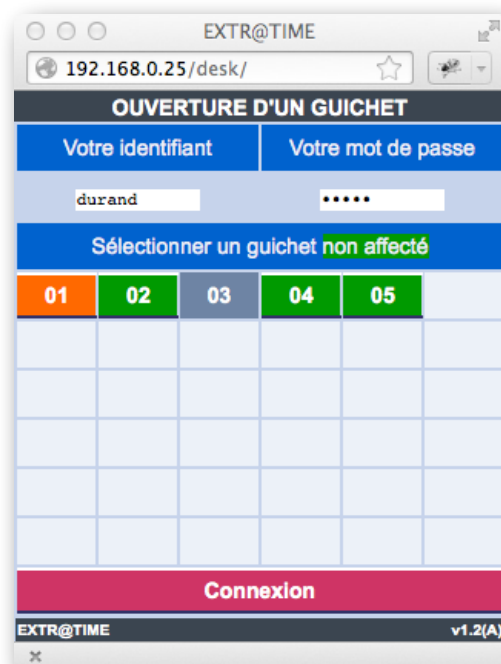 EXTR@TIME
192.168.0.25/desk/
OUVERTURE D'UN GUICHET
Votre identifiant Votre mot de passe
durand •••••
Sélectionner un guichet non affecté
01 02 03 04 05
Connexion
EXTR@TIME v1.2(A)